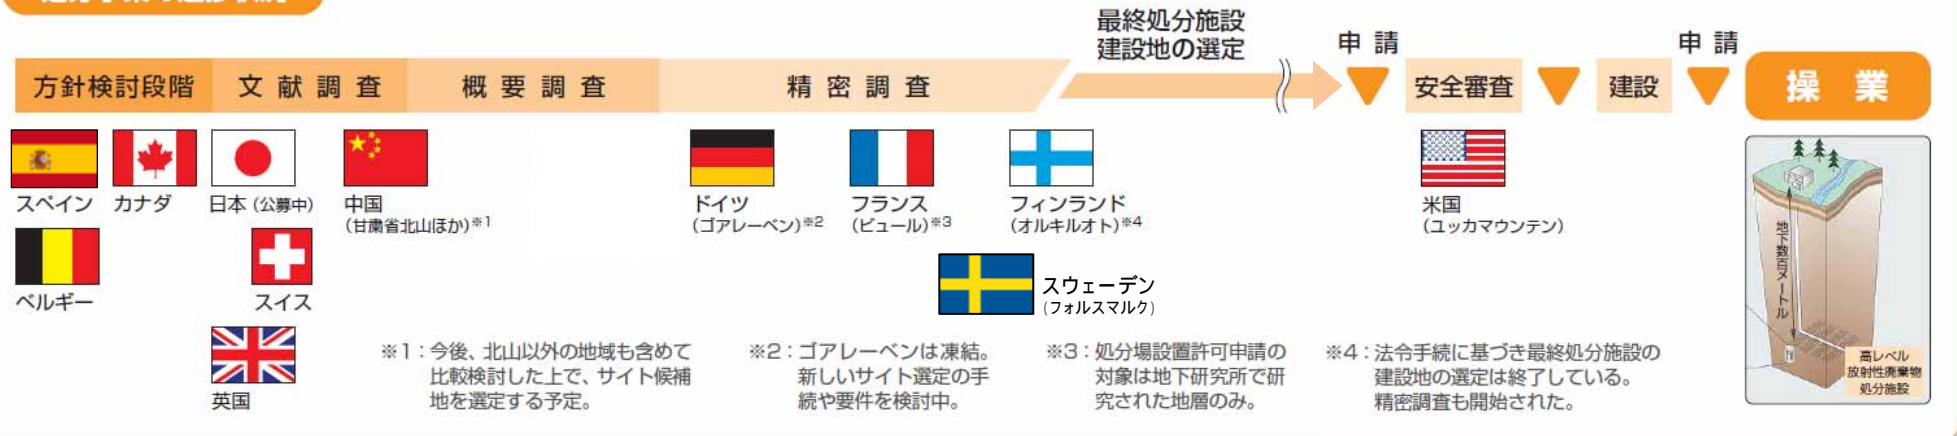 最終処分施設
建設地の選定
申請
申請
方針検討段階
文献調査
概要調査
精密調査
安全審査
建設
操業
スペイン
カナダ
日本(公募中)
中国
(甘粛省北山ほか)※1
ドイツ
(ゴアレーベン)※2
フランス
(ビュール)※3
フィンランド
(オルキルオト)※4
米国
(ユッカマウンテン)
ベルギー
スイス
スウェーデン
(フォルスマルク)
英国
※1:今後、北山以外の地域も含めて
比較検討した上で、サイト候補
地を選定する予定。
※2:ゴアレーベンは凍結。
新しいサイト選定の手
続や要件を検討中。
※3:処分場設置許可申請の
対象は地下研究所で研
究された地層のみ。
※4:法令手続に基づき最終処分施設の
建設地の選定は終了している。
精密調査も開始された。
地下数百メートル
高レベル
放射性廃棄物
処分施設